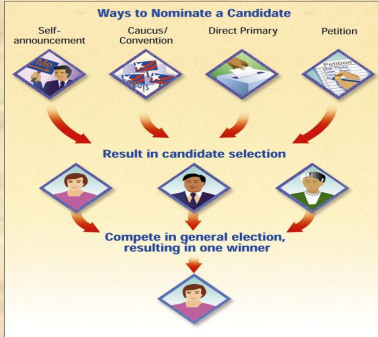 Ways to Nominate a Candidate
Self-
announcement
Caucus/
Convention
Direct Primary
Petition
Petition
Result in candidate selection
Compete in general election,
resulting in one winner